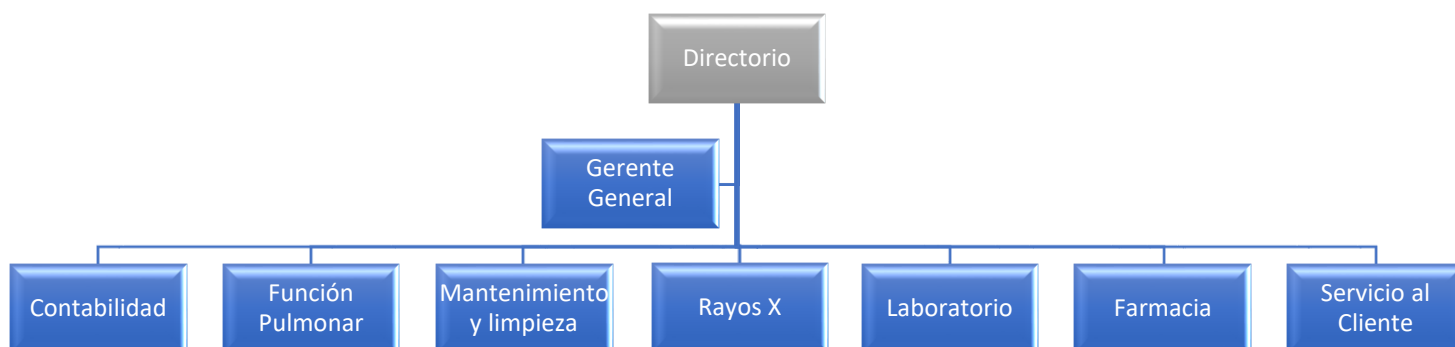 Directorio
Gerente
General
Contabilidad
Función
Pulmonar
Mantenimiento
y limpieza
Rayos X
Laboratorio
Farmacia
Servicio al
Cliente